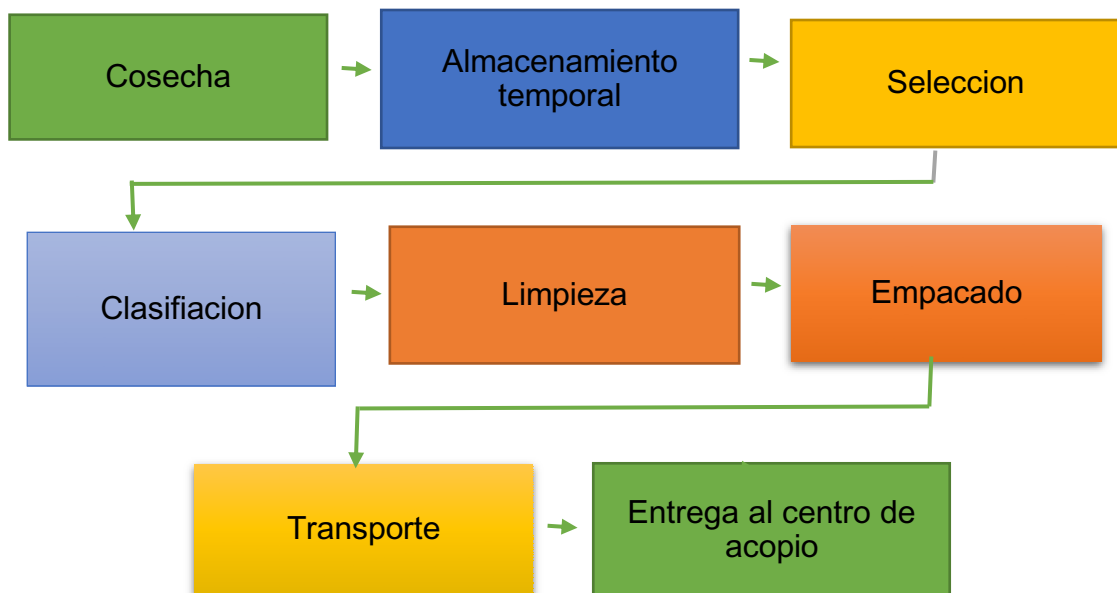 Cosecha
Almacenamiento
temporal
Seleccion
Clasifiacion
Limpieza
Empacado
Transporte
Entrega al centro de
acopio